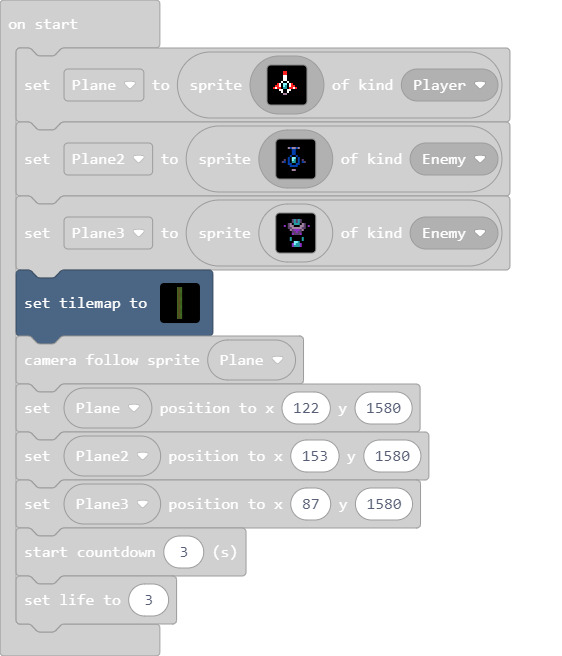 on start
set Plane to sprite of kind Player
set Plane2 to sprite of kind Enemy
set Plane3 to sprite of kind Enemy
set tilemap to
camera follow sprite Plane
set Plane position to x 122 y 1580
set Plane2 position to x 153 y 1580
set Plane3 position to x 87 y 1580
start countdown 3 (s)
set life to 3